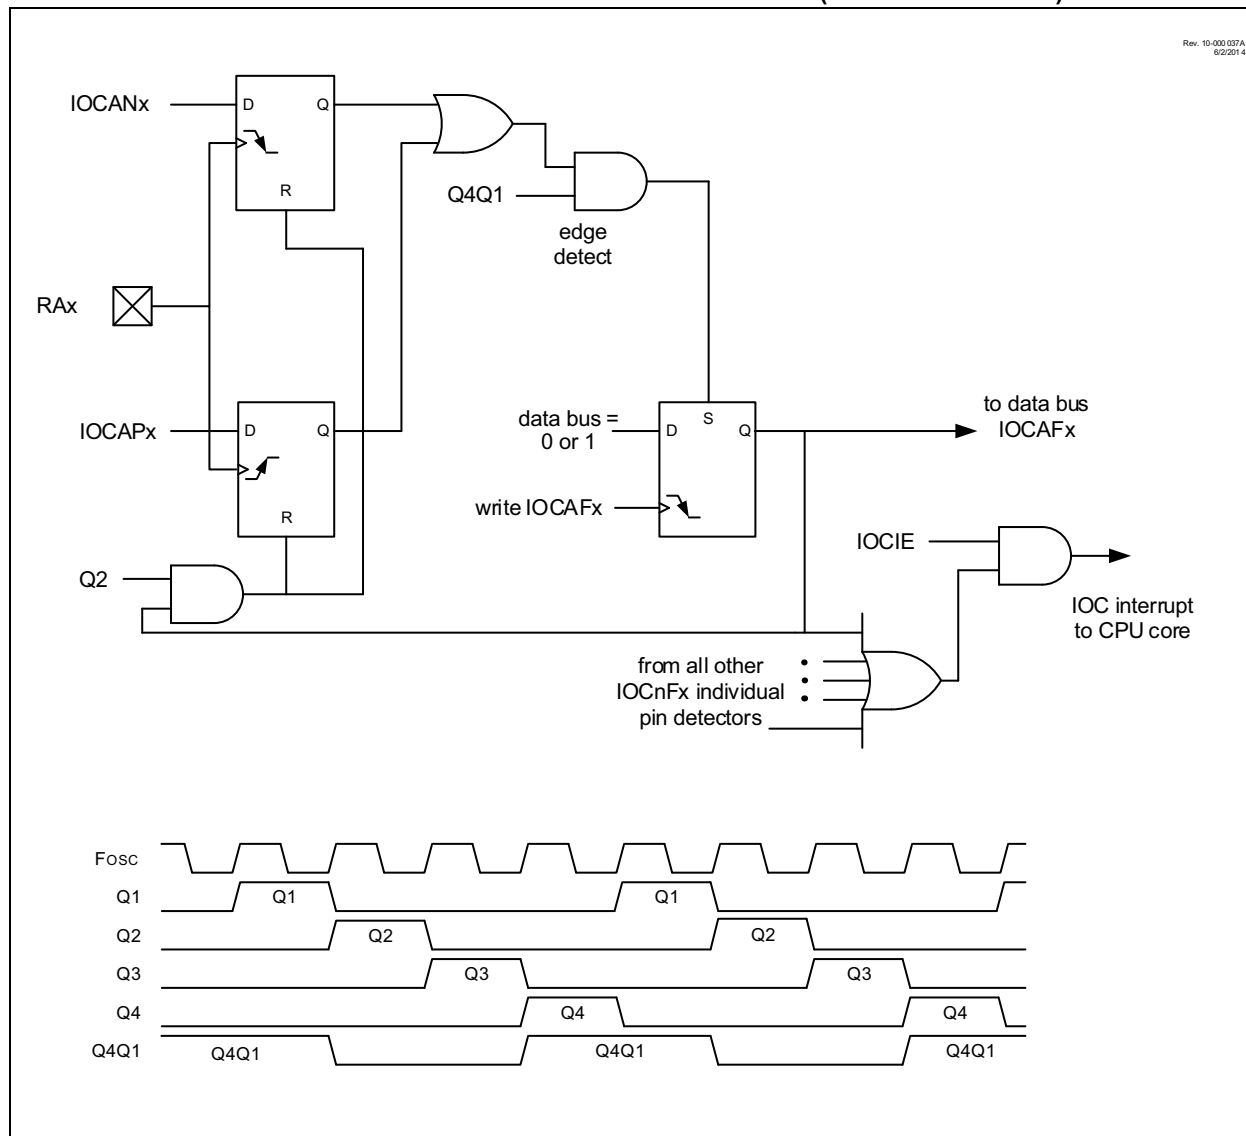 Rev. 10-000 037A
6/2/2014
IOCANx
D
Q
R
Q4Q1
edge
detect
RAx
IOCAPx
D
Q
R
data bus =
0 or 1
D
S
Q
to data bus
IOCAFx
write IOCAFx
IOCIE
Q2
IOC interrupt
to CPU core
from all other
IOCnFx individual
pin detectors
FOSC
Q1
Q1
Q1
Q2
Q2
Q2
Q3
Q3
Q3
Q4
Q4
Q4
Q4Q1
Q4Q1
Q4Q1
Q4Q1